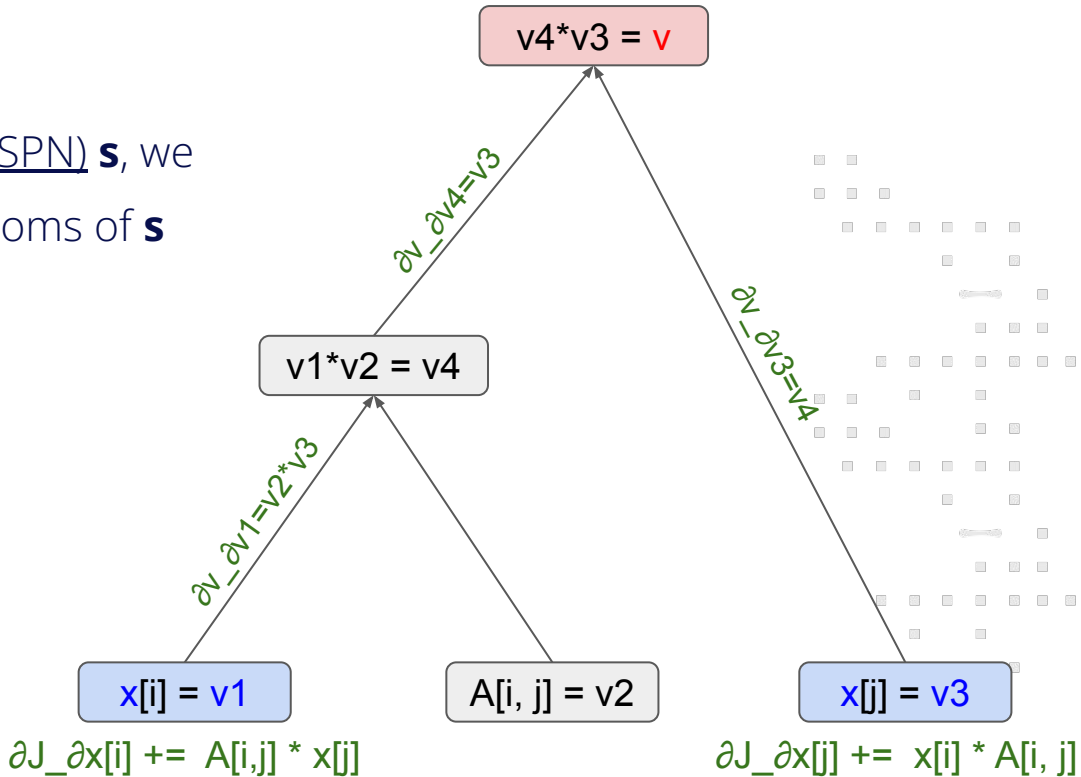 v4*v3 = v
SPN) s, we
oms of s
∂v_∂v4=v3
∂v_∂v3=v4
v1*v2 = v4
∂v_∂v1=v2*v3
x[i] = v1
A[i, j] = v2
x[j] = v3
∂J_∂x[i] += A[i,j] * x[j]
∂J_∂x[j] += x[i] * A[i, j]